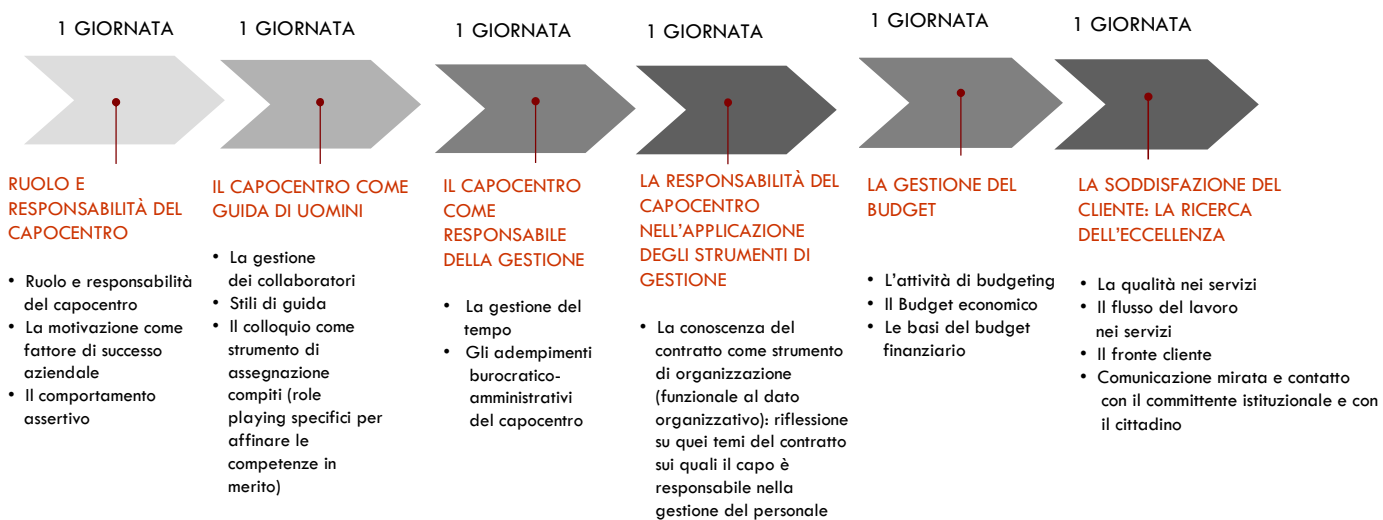 1 GIORNATA
RUOLO E
RESPONSABILITÀ DEL
CAPOCENTRO
• Ruolo e responsabilità
del capocentro
• La motivazione come
fattore di successo
aziendale
• Il comportamento
assertivo
1 GIORNATA
IL CAPOCENTRO COME
GUIDA DI UOMINI
• La gestione
dei collaboratori
• Stili di guida
• Il colloquio come
strumento di
assegnazione
compiti (role
playing specifici per
affinare le
competenze in
merito)
1 GIORNATA
IL CAPOCENTRO
COME
RESPONSABILE
DELLA GESTIONE
• La gestione del
tempo
• Gli adempimenti
burocratico-
amministrativi
del capocentro
1 GIORNATA
LA RESPONSABILITÀ DEL
CAPOCENTRO
NELL'APPLICAZIONE
DEGLI STRUMENTI DI
GESTIONE
• La conoscenza del
contratto come strumento
di organizzazione
(funzionale al dato
organizzativo): riflessione
su quei temi del contratto
sui quali il capo è
responsabile nella
gestione del personale
1 GIORNATA
LA GESTIONE DEL
BUDGET
• L'attività di budgeting
• Il Budget economico
• Le basi del budget
finanziario
1 GIORNATA
LA SODDISFAZIONE DEL
CLIENTE: LA RICERCA
DELL'ECCELLENZA
• La qualità nei servizi
• Il flusso del lavoro
nei servizi
• Il fronte cliente
• Comunicazione mirata e contatto
con il committente istituzionale e con
il cittadino